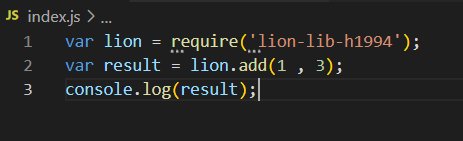 JS index.js > ...
1 var lion = require('lion-lib-h1994');
2 var result = lion.add(1 , 3);
3 console.log(result);